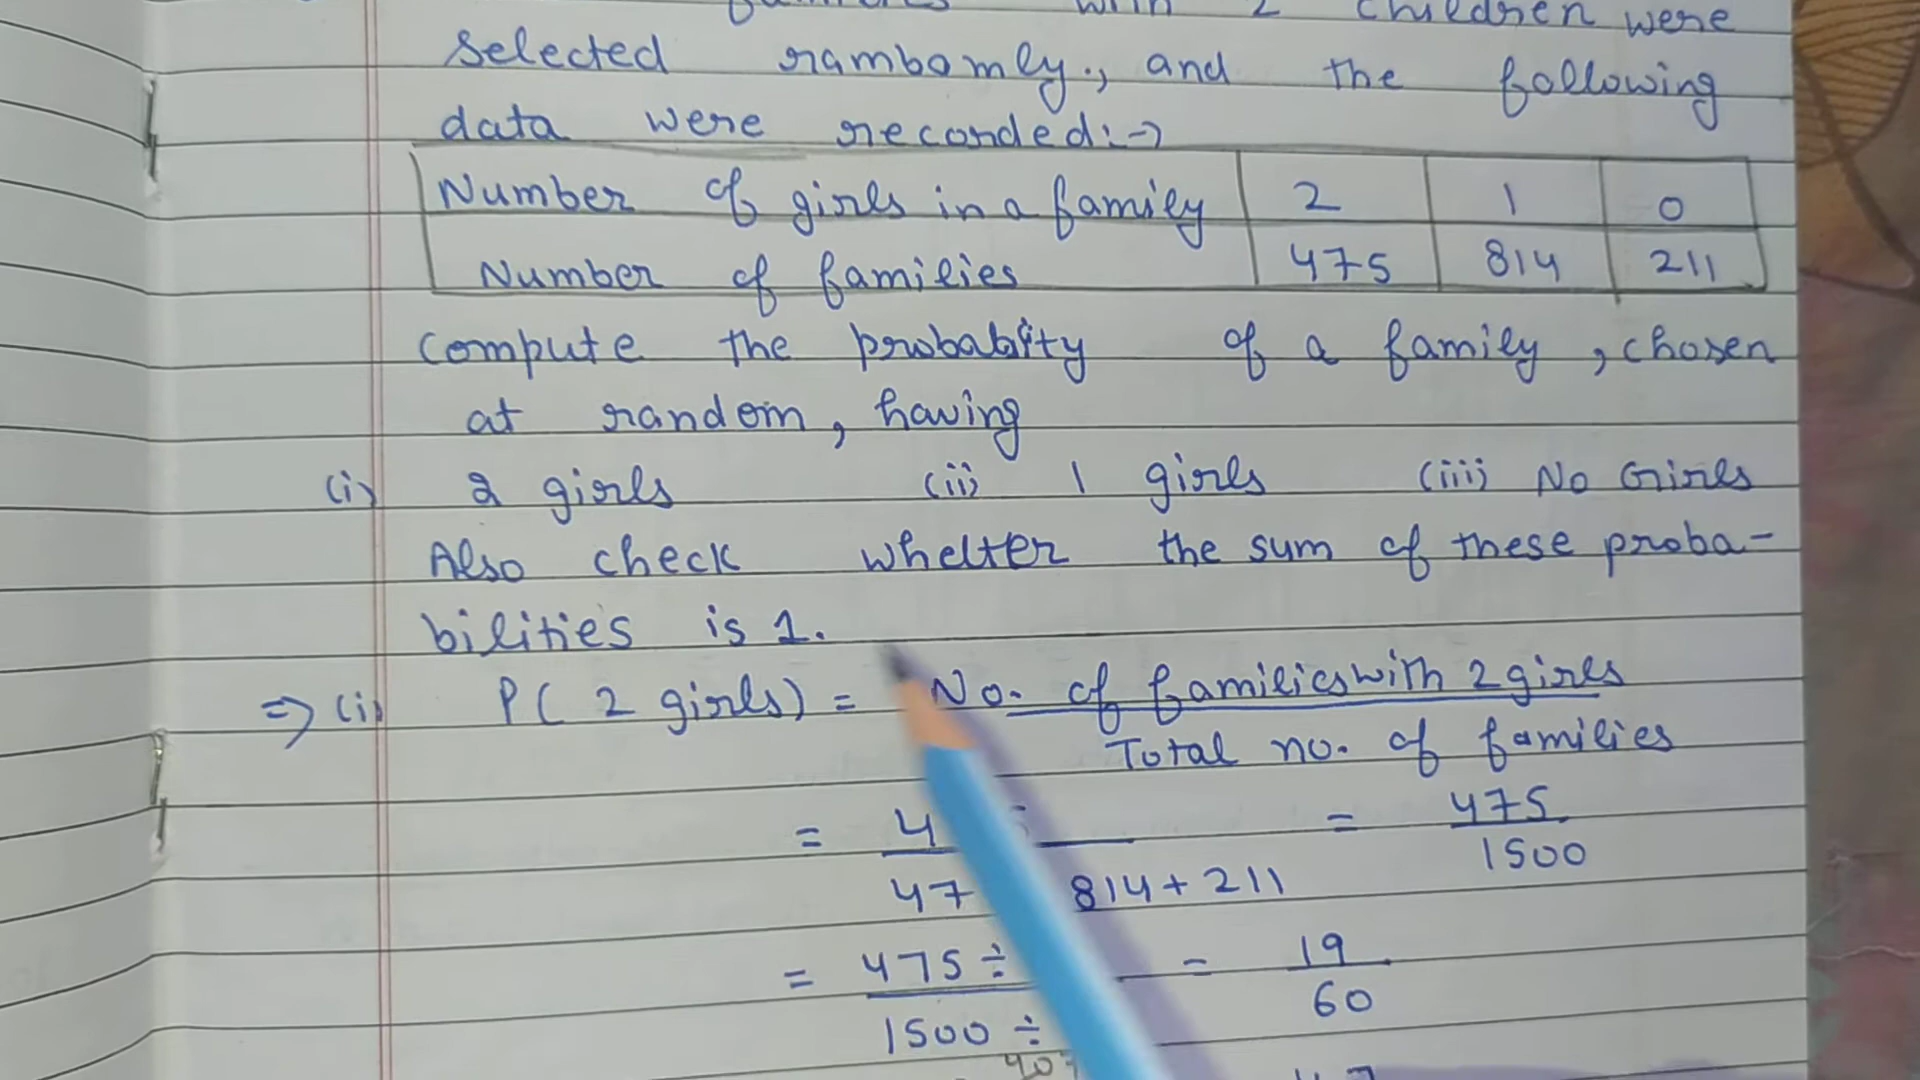 with 2 children were
selected rambomly., and the following
data were recorded:→
Number of girls in a family 2 1 0
Number of families 475 814 211
compute the probability of a family, chosen
at random, having
(i) 2 girls (ii) 1 girls (iii) No Girls
Also check whelter the sum of these proba-
bilities is 1.
⇒ (i) P( 2 girls) = No. of families with 2 girls
Total no. of families
= 4 = 475
47 814 + 211 1500
= 475 ÷ = 19
1500 ÷ 60